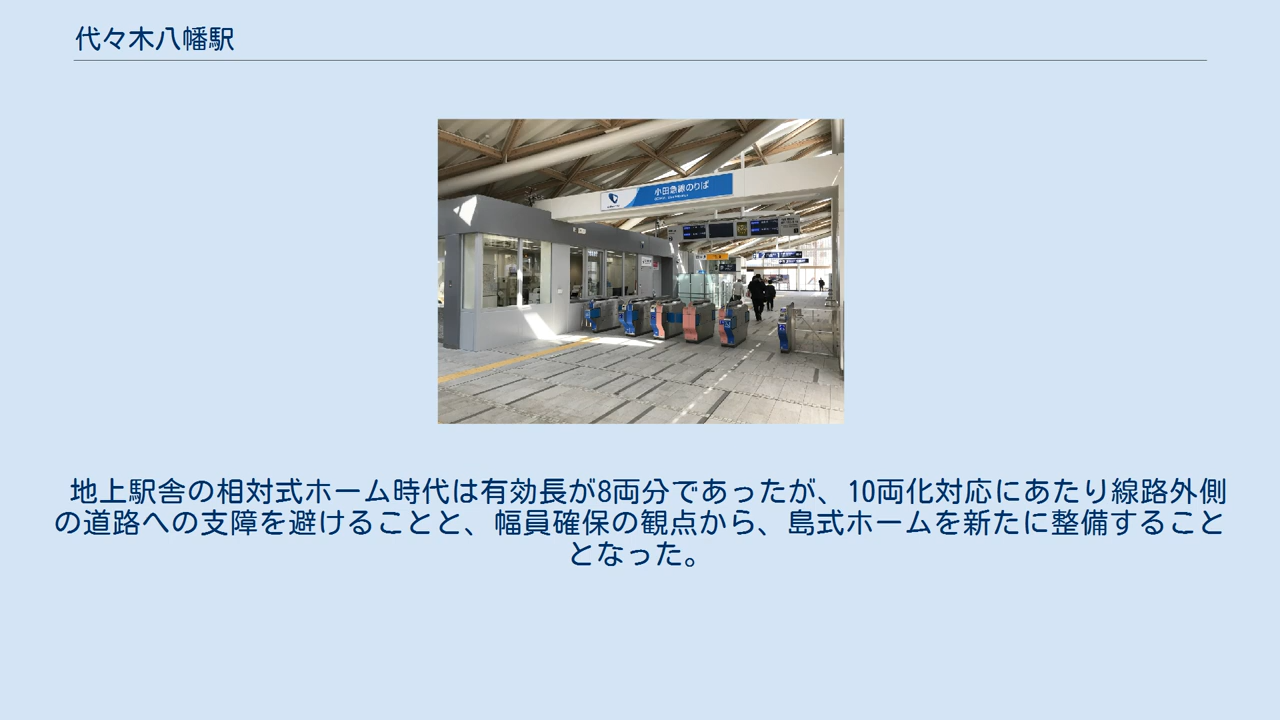 代々木八幡駅
小田急線のりば
地上駅舎の相対式ホーム時代は有効長が8両分であったが、10両化対応にあたり線路外側
の道路への支障を避けることと、幅員確保の観点から、島式ホームを新たに整備すること
となった。